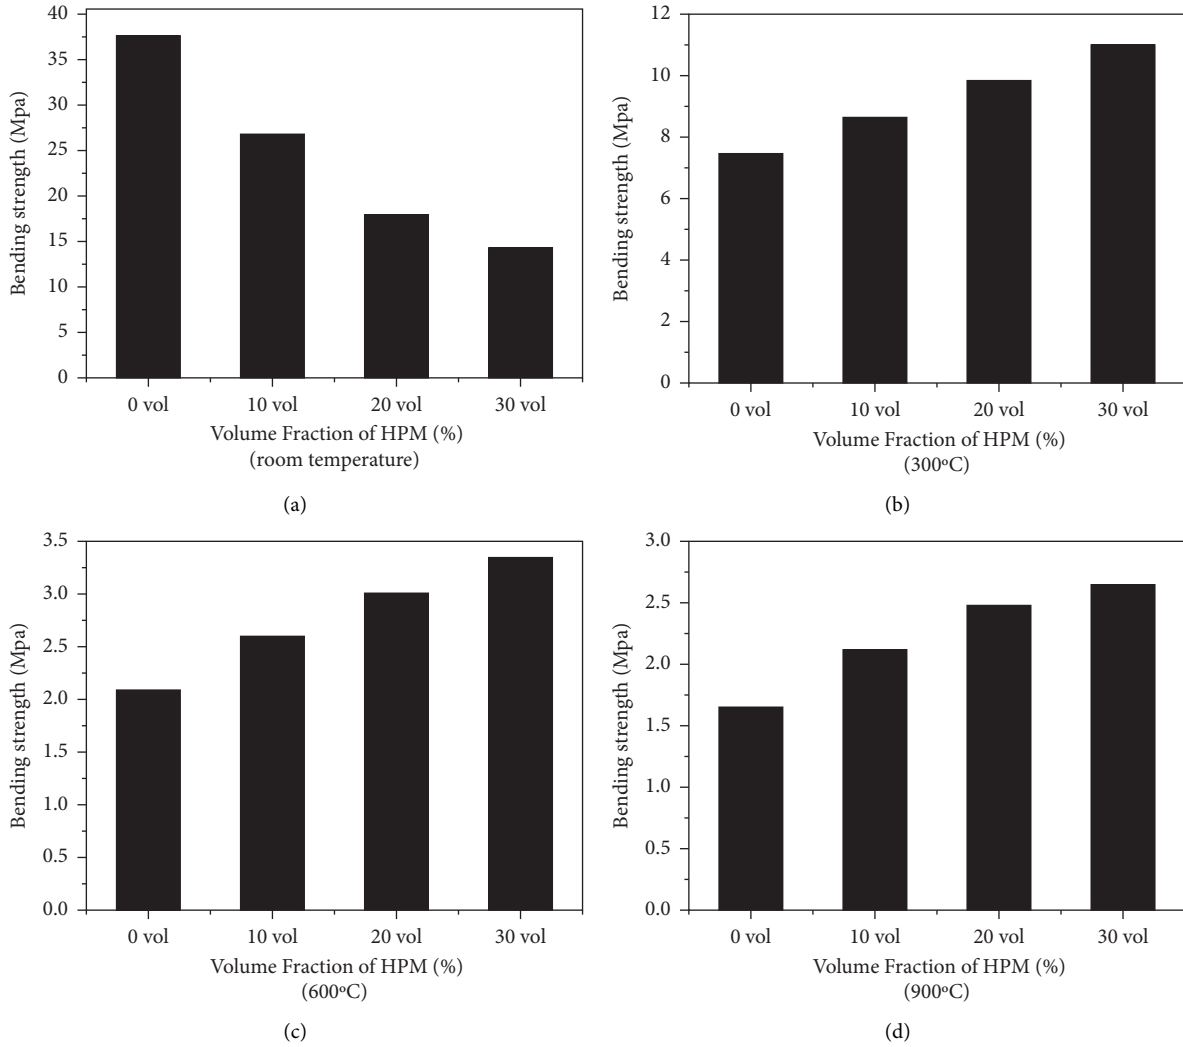 40
35
30
25
20
15
10
5
0
Bending strength (Mpa)
0 vol 10 vol 20 vol 30 vol
Volume Fraction of HPM (%)
(room temperature)
(a)
12
10
8
6
4
2
0
Bending strength (Mpa)
0 vol 10 vol 20 vol 30 vol
Volume Fraction of HPM (%)
(300ºC)
(b)
3.5
3.0
2.5
2.0
1.5
1.0
0.5
0.0
Bending strength (Mpa)
0 vol 10 vol 20 vol 30 vol
Volume Fraction of HPM (%)
(600ºC)
(c)
3.0
2.5
2.0
1.5
1.0
0.5
0.0
Bending strength (Mpa)
0 vol 10 vol 20 vol 30 vol
Volume Fraction of HPM (%)
(900ºC)
(d)